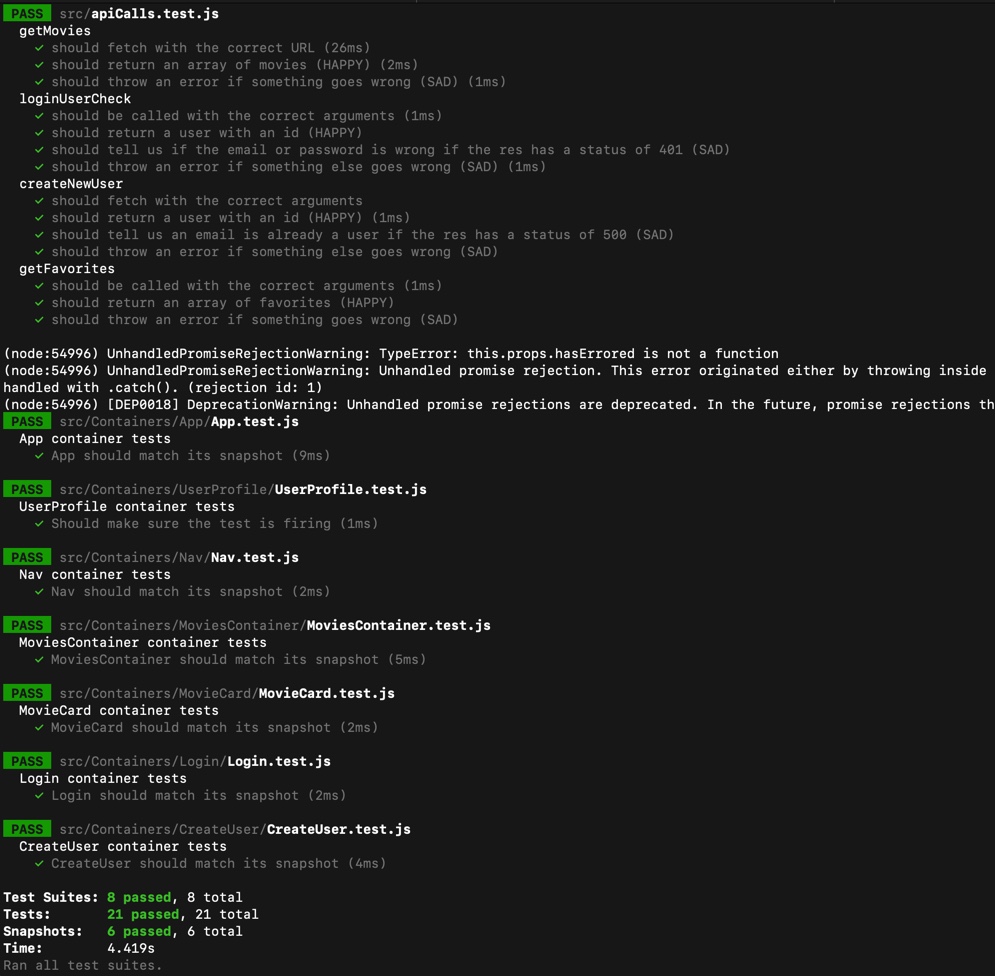 PASS src/apiCalls.test.js
getMovies
✓ should fetch with the correct URL (26ms)
✓ should return an array of movies (HAPPY) (2ms)
✓ should throw an error if something goes wrong (SAD) (1ms)
loginUserCheck
✓ should be called with the correct arguments (1ms)
✓ should return a user with an id (HAPPY)
✓ should tell us if the email or password is wrong if the res has a status of 401 (SAD)
✓ should throw an error if something else goes wrong (SAD) (1ms)
createNewUser
✓ should fetch with the correct arguments
✓ should return a user with an id (HAPPY) (1ms)
✓ should tell us an email is already a user if the res has a status of 500 (SAD)
✓ should throw an error if something else goes wrong (SAD)
getFavorites
✓ should be called with the correct arguments (1ms)
✓ should return an array of favorites (HAPPY)
✓ should throw an error if something goes wrong (SAD)
(node:54996) UnhandledPromiseRejectionWarning: TypeError: this.props.hasErrored is not a function
(node:54996) UnhandledPromiseRejectionWarning: Unhandled promise rejection. This error originated either by throwing inside
handled with .catch(). (rejection id: 1)
(node:54996) [DEP0018] DeprecationWarning: Unhandled promise rejections are deprecated. In the future, promise rejections th
PASS src/Containers/App/App.test.js
App container tests
✓ App should match its snapshot (9ms)
PASS src/Containers/UserProfile/UserProfile.test.js
UserProfile container tests
✓ Should make sure the test is firing (1ms)
PASS src/Containers/Nav/Nav.test.js
Nav container tests
✓ Nav should match its snapshot (2ms)
PASS src/Containers/MoviesContainer/MoviesContainer.test.js
MoviesContainer container tests
✓ MoviesContainer should match its snapshot (5ms)
PASS src/Containers/MovieCard/MovieCard.test.js
MovieCard container tests
✓ MovieCard should match its snapshot (2ms)
PASS src/Containers/Login/Login.test.js
Login container tests
✓ Login should match its snapshot (2ms)
PASS src/Containers/CreateUser/CreateUser.test.js
CreateUser container tests
✓ CreateUser should match its snapshot (4ms)
Test Suites: 8 passed, 8 total
Tests: 21 passed, 21 total
Snapshots: 6 passed, 6 total
Time: 4.419s
Ran all test suites.